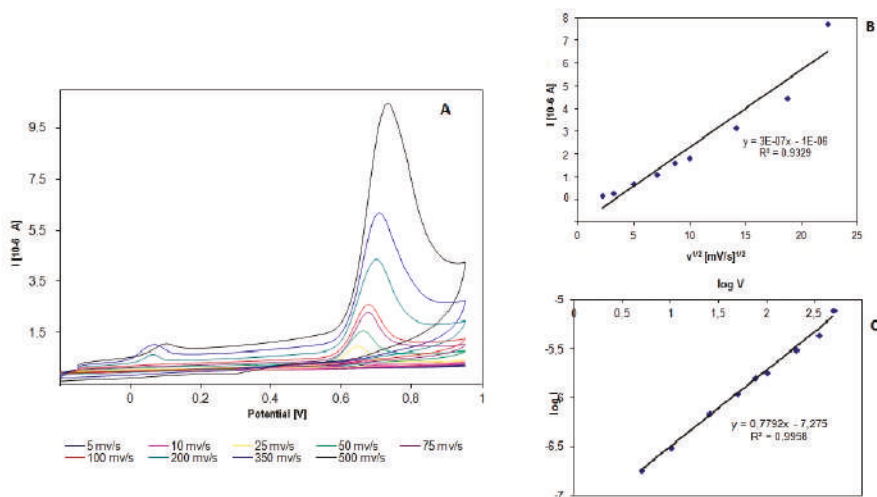 A
I [10-6 A]
9.5
7.5
5.5
3.5
1.5
0 0.2 0.4 0.6 0.8 1
Potential [V]
5 mv/s 10 mv/s 25 mv/s 50 mv/s 75 mv/s
100 mv/s 200 mv/s 350 mv/s 500 mv/s
B
I [10-6 A]
8
7
6
5
4
3
2
1
0
y = 3E-07x - 1E-06
R² = 0.9329
0 5 10 15 20 25
v1/2 [mV/s]1/2
log V
C
0 0.5 1 1.5 2 2.5
-5
-5.5
-6
-6.5
-7
log I
y = 0,7792x - 7,275
R² = 0,9958